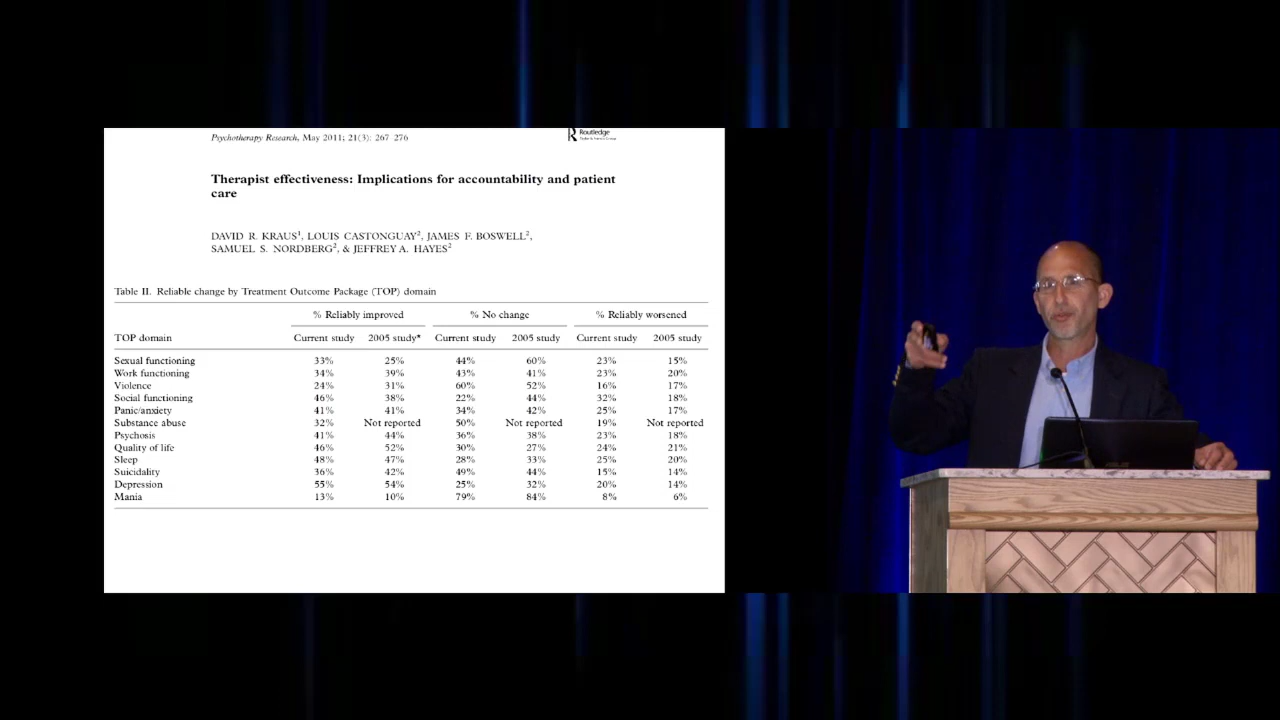 Psychotherapy Research, May 2011; 21(3): 267 276
Routledge
Therapist effectiveness: Implications for accountability and patient
care
DAVID R. KRAUS1, LOUIS CASTONGUAY2, JAMES F. BOSWELL2,
SAMUEL S. NORDBERG2, & JEFFREY A. HAYES2
Table II. Reliable change by Treatment Outcome Package (TOP) domain
% Reliably improved % No change % Reliably worsened
TOP domain Current study 2005 study* Current study 2005 study Current study 2005 study
Sexual functioning 33% 25% 44% 60% 23% 15%
Work functioning 34% 39% 43% 41% 23% 20%
Violence 24% 31% 60% 52% 16% 17%
Social functioning 46% 38% 22% 44% 32% 18%
Panic/anxiety 41% 41% 34% 42% 25% 17%
Substance abuse 32% Not reported 50% Not reported 19% Not reported
Psychosis 41% 44% 36% 38% 23% 18%
Quality of life 46% 52% 30% 27% 24% 21%
Sleep 48% 47% 28% 33% 25% 20%
Suicidality 36% 42% 49% 44% 15% 14%
Depression 55% 54% 25% 32% 20% 14%
Mania 13% 10% 79% 84% 8% 6%